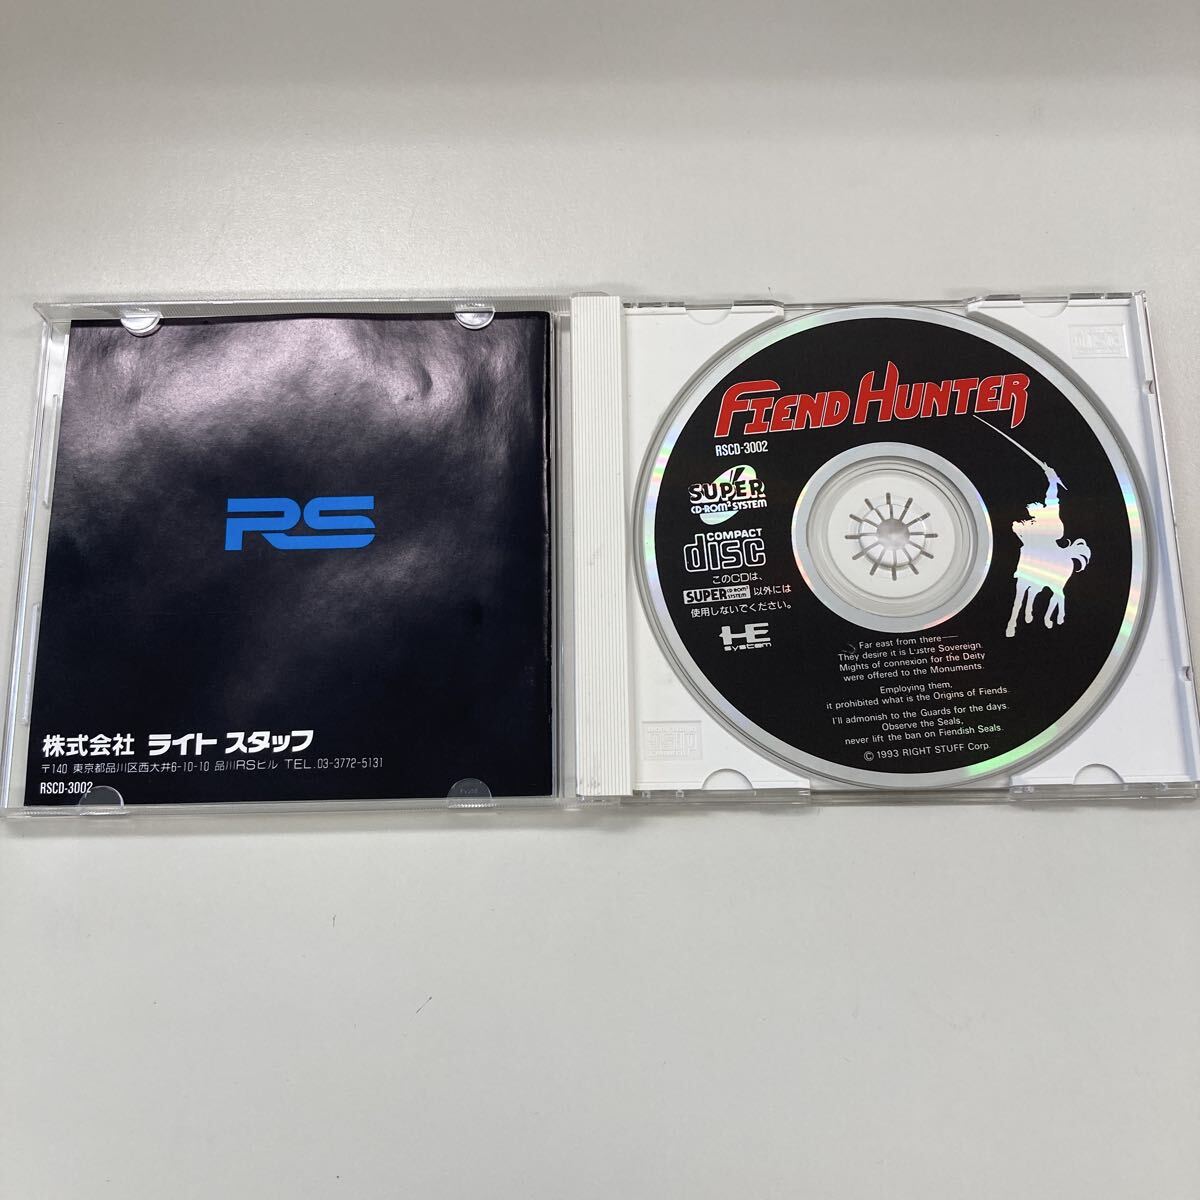 RS
株式会社 ライト スタッフ
〒140 東京都品川区西大井6-10-10 品川RSビル TEL.03-3772-5131
RSCD-3002
FIEND HUNTER
RSCD-3002
SUPER
CD-ROM² SYSTEM
COMPACT
disc
このCDは、
SUPER CD-ROM² SYSTEM 以外には
使用しないでください。
HE
system
Far east from there—
They desire it is Lustre Sovereign.
Mights of connexion for the Deity
were offered to the Monuments.
Employing them,
it prohibited what is the Origins of Fiends.
I'll admonish to the Guards for the days.
Observe the Seals,
never lift the ban on Fiendish Seals.
© 1993 RIGHT STUFF Corp.